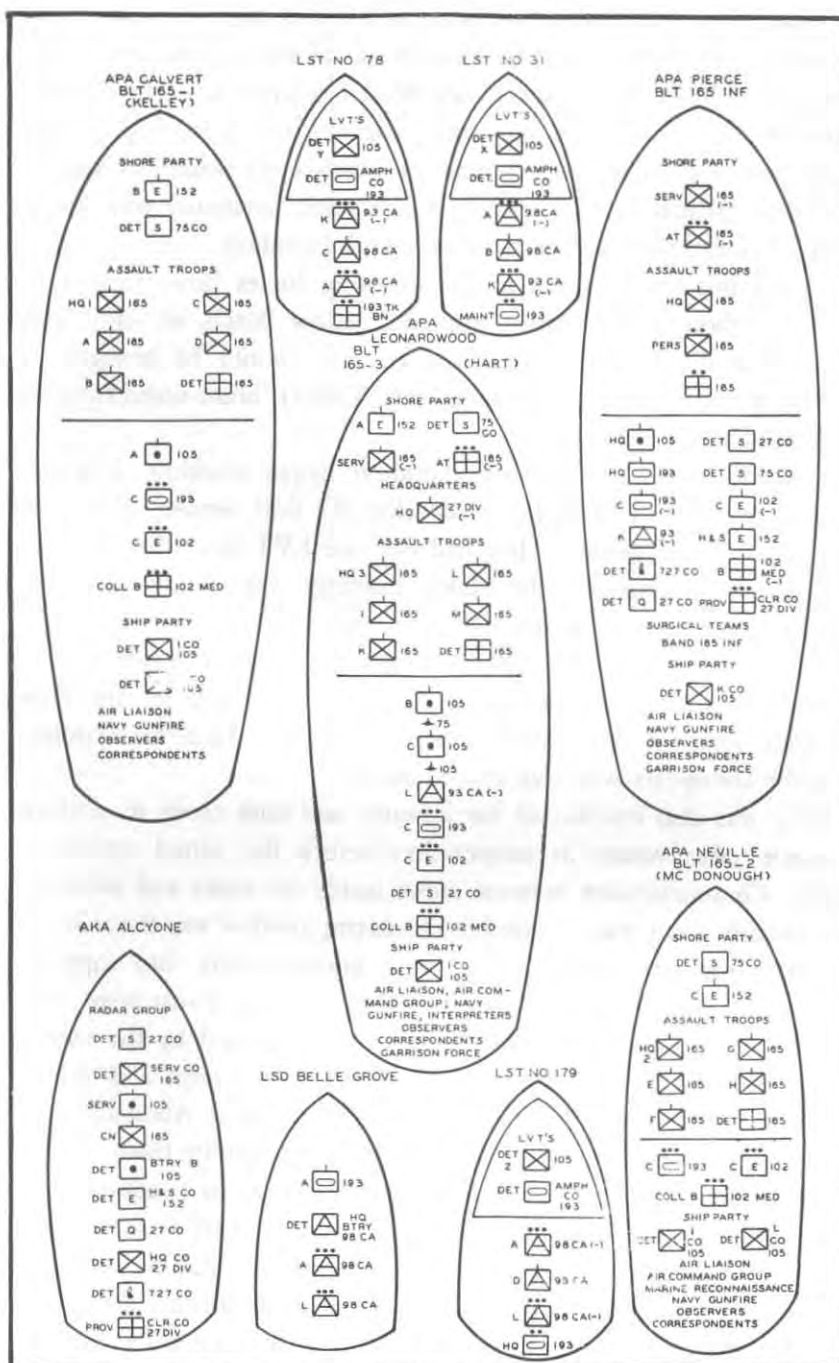 APA CALVERT
BLT 165-1
(KELLEY)
SHORE PARTY
B E 152
DET S 75 CO
ASSAULT TROOPS
HQ 1 165
C 165
A 165
D 165
B 165
DET 165
A 105
C 193
C E 102
COLL B 102 MED
SHIP PARTY
DET I CO
105
DET
AIR LIAISON
NAVY GUNFIRE
OBSERVERS
CORRESPONDENTS
LST NO 78
LVT'S
DET
Y 105
DET AMPH
CO
193
K 93 CA
(-)
C 98 CA
A 98 CA
(-)
193 TK
BN
LST NO 31
LVT'S
DET
X 105
DET AMPH
CO
193
A 98CA
(-)
B 98 CA
K 93 CA
(-)
MAINT 193
APA PIERCE
BLT 165 INF
SHORE PARTY
SERV 165
(-)
AT 165
(-)
ASSAULT TROOPS
HQ 165
PERS 165
165
HQ 105
DET S 27 CO
HQ 193
DET S 75 CO
C 193
(-)
C E 102
(-)
K 93
(-)
H&S E 152
DET 727 CO
B 102
MED
(-)
DET Q 27 CO
PROV CLR CO
27 DIV
SURGICAL TEAMS
BAND 165 INF
SHIP PARTY
DET K CO
105
AIR LIAISON
NAVY GUNFIRE
OBSERVERS
CORRESPONDENTS
GARRISON FORCE
APA
LEONARDWOOD
BLT
165-3
(HART)
SHORE PARTY
A E 152
DET S 75
CO
SERV 165
(-)
AT 165
(-)
HEADQUARTERS
HQ 27 DIV
(-)
ASSAULT TROOPS
HQ 3 165
L 165
I 165
M 165
K 165
DET 165
B 105
75
C 105
105
L 93 CA (-)
C 193
C E 102
DET S 27 CO
COLL B 102 MED
SHIP PARTY
DET I CO
105
AIR LIAISON, AIR COM-
MAND GROUP; NAVY
GUNFIRE, INTERPRETERS
OBSERVERS
CORRESPONDENTS
GARRISON FORCE
AKA ALCYONE
RADAR GROUP
DET S 27 CO
DET SERV CO
165
SERV 105
CN 165
DET BTRY B
105
DET E H&S CO
152
DET Q 27 CO
DET HQ CO
27 DIV
DET 727 CO
PROV CLR CO
27 DIV
LSD BELLE GROVE
A 193
DET HQ
BTRY
98 CA
A 98 CA
L 98 CA
LST NO 179
LVT'S
DET
Z 105
DET AMPH
CO
193
A 98 CA (-)
D 98 CA
L 98 CA(-)
HQ 193
APA NEVILLE
BLT 165-2
(MC DONOUGH)
SHORE PARTY
DET S 75 CO
C E 152
ASSAULT TROOPS
HQ
2 165
G 165
E 105
H 165
F 165
DET 165
C 193
C E 102
COLL B 102 MED
SHIP PARTY
DET CO
105
DET L
CO
105
AIR LIAISON
AIR COMMAND GROUP
MARINE RECONNAISSANCE
NAVY GUNFIRE
OBSERVERS
CORRESPONDENTS